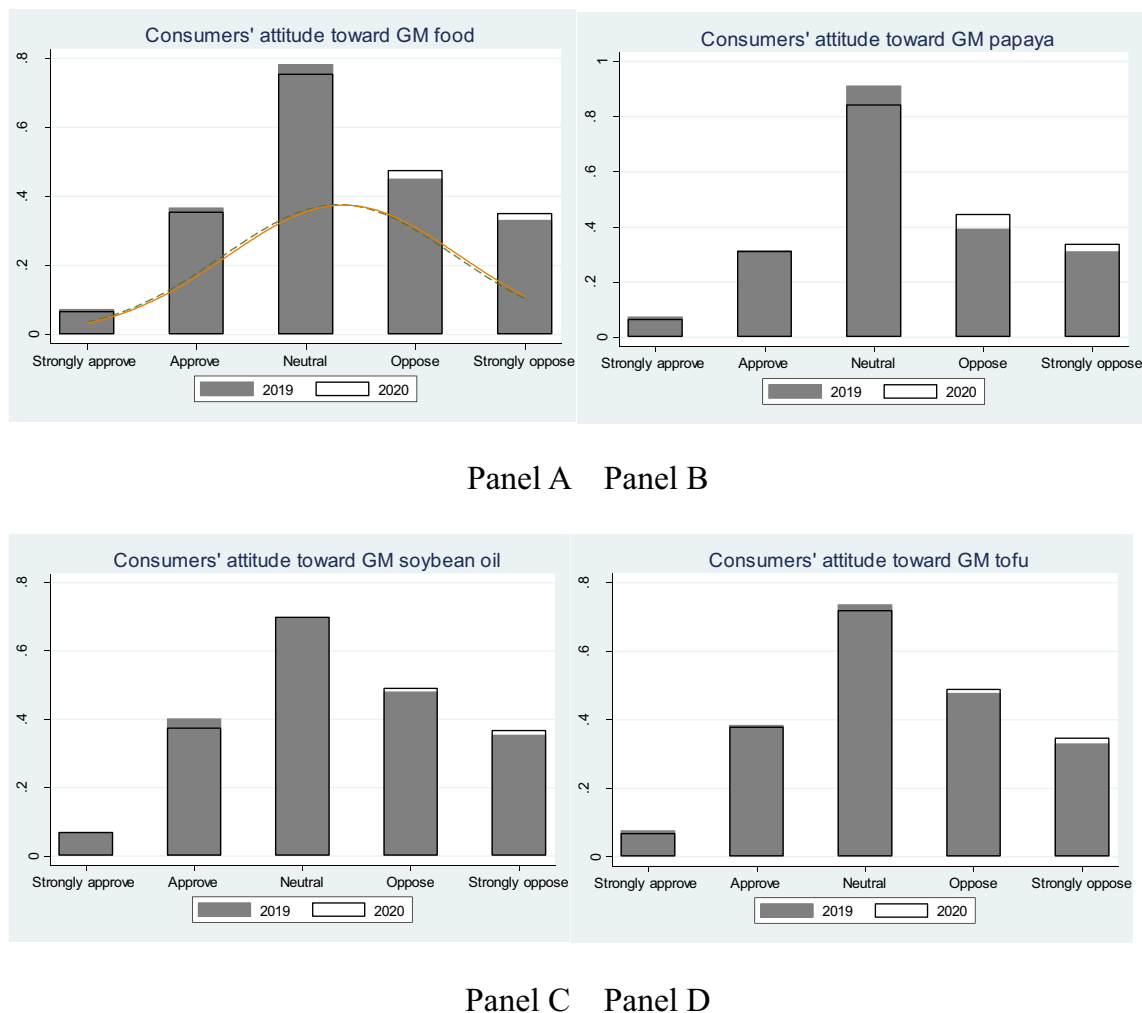 Consumers' attitude toward GM food
.8
.6
.4
.2
0
Strongly approve Approve Neutral Oppose Strongly oppose
2019 2020
Consumers' attitude toward GM papaya
1
.8
.6
.4
.2
0
Strongly approve Approve Neutral Oppose Strongly oppose
2019 2020
Panel A Panel B
Consumers' attitude toward GM soybean oil
.8
.6
.4
.2
0
Strongly approve Approve Neutral Oppose Strongly oppose
2019 2020
Consumers' attitude toward GM tofu
.8
.6
.4
.2
0
Strongly approve Approve Neutral Oppose Strongly oppose
2019 2020
Panel C Panel D